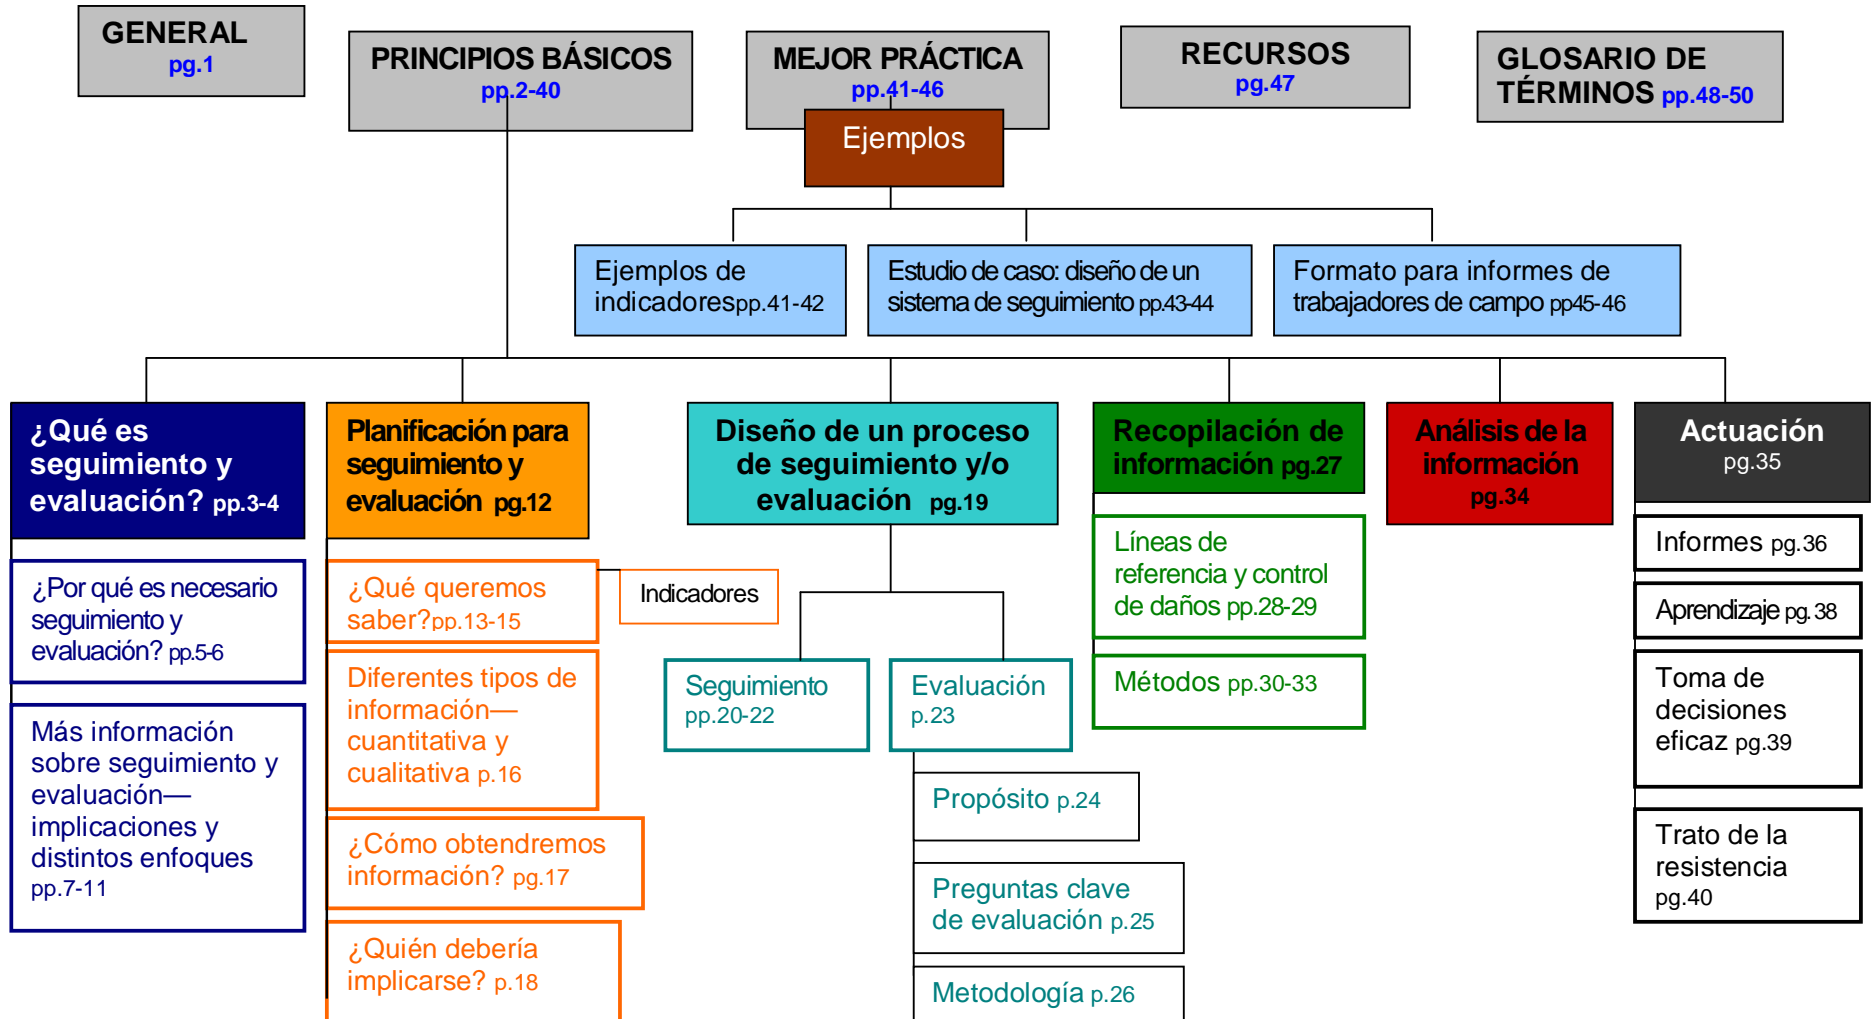 GENERAL
pg.1
PRINCIPIOS BÁSICOS
pp.2-40
MEJOR PRÁCTICA
pp.41-46
RECURSOS
pg.47
GLOSARIO DE
TÉRMINOS pp.48-50
Ejemplos
Ejemplos de
indicadorespp.41-42
Estudio de caso: diseño de un
sistema de seguimiento pp.43-44
Formato para informes de
trabajadores de campo pp45-46
¿Qué es
seguimiento y
evaluación? pp.3-4
¿Por qué es necesario
seguimiento y
evaluación? pp.5-6
Más información
sobre seguimiento y
evaluación—
implicaciones y
distintos enfoques
pp.7-11
Planificación para
seguimiento y
evaluación pg.12
¿Qué queremos
saber?pp.13-15
Indicadores
Diferentes tipos de
información—
cuantitativa y
cualitativa p.16
¿Cómo obtendremos
información? pg.17
¿Quién debería
implicarse? p.18
Diseño de un proceso
de seguimiento y/o
evaluación pg.19
Seguimiento
pp.20-22
Evaluación
p.23
Propósito p.24
Preguntas clave
de evaluación p.25
Metodología p.26
Recopilación de
información pg.27
Líneas de
referencia y control
de daños pp.28-29
Métodos pp.30-33
Análisis de la
información
pg.34
Actuación
pg.35
Informes pg.36
Aprendizaje pg.38
Toma de
decisiones
eficaz pg.39
Trato de la
resistencia
pg.40